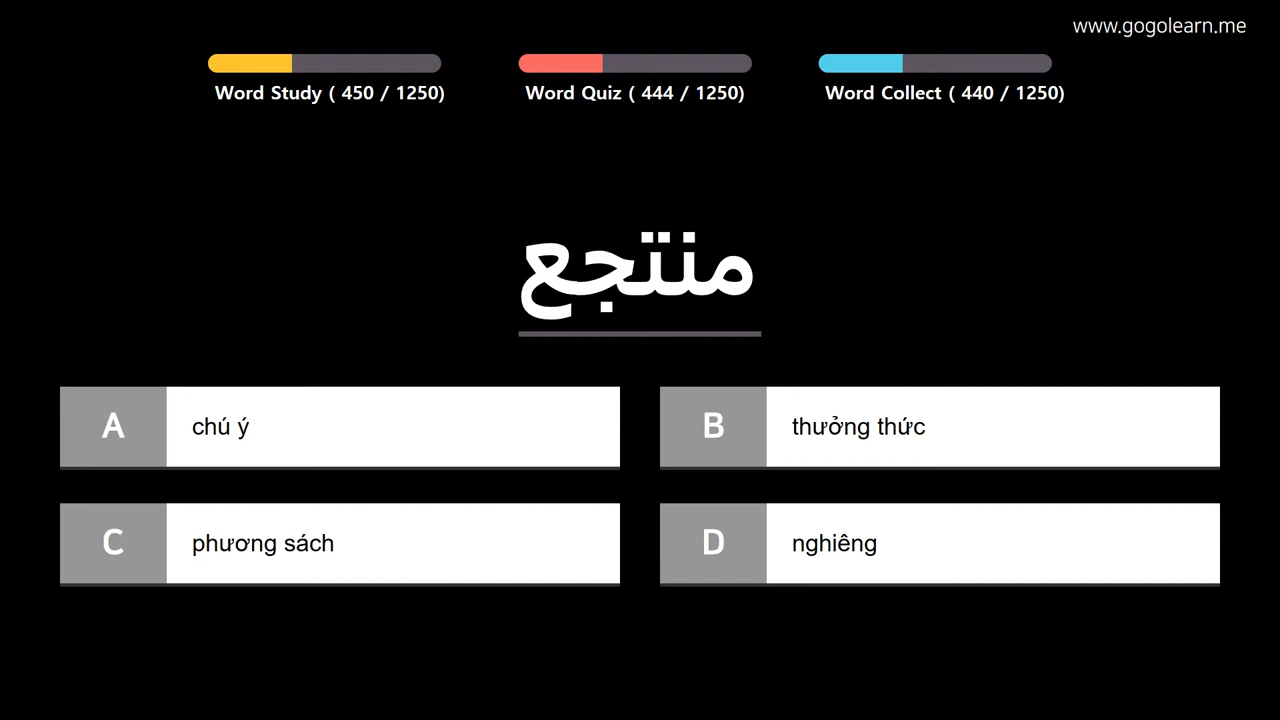 www.gogolearn.me
Word Study ( 450 / 1250)
Word Quiz ( 444 / 1250)
Word Collect ( 440 / 1250)
منتجع
A chú ý
B thưởng thức
C phương sách
D nghiêng